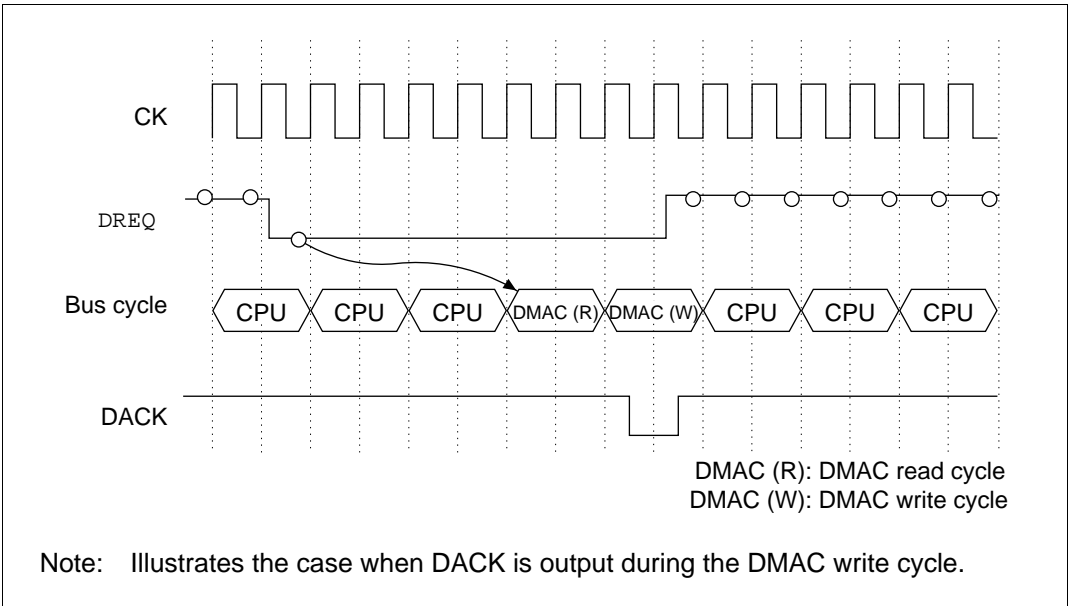 CK
DREQ
Bus cycle
CPU CPU CPU DMAC (R) DMAC (W) CPU CPU CPU
DACK
DMAC (R): DMAC read cycle
DMAC (W): DMAC write cycle
Note: Illustrates the case when DACK is output during the DMAC write cycle.